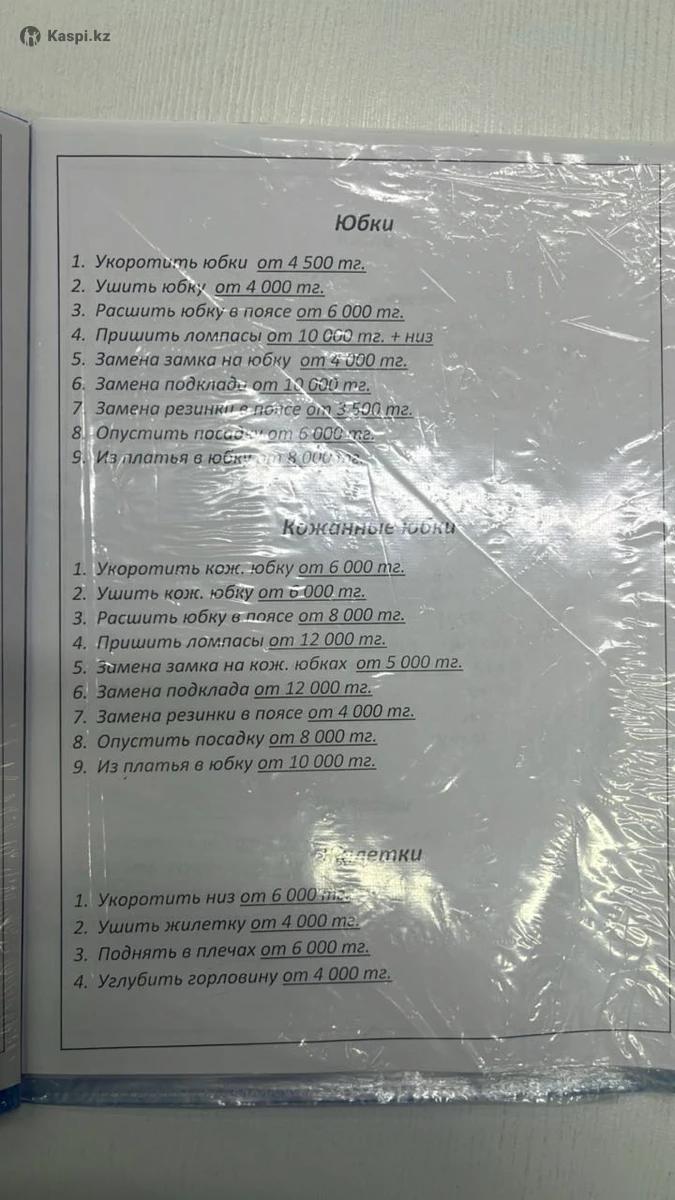 Kaspi.kz
Юбки
1. Укоротить юбки от 4 500 тг.
2. Ушить юбку от 4 000 тг.
3. Расшить юбку в поясе от 6 000 тг.
4. Пришить ломпасы от 10 000 тг. + низ
5. Замена замка на юбку от 4 000 тг.
6. Замена подклада от 10 000 тг.
7. Замена резинки в поясе от 3 500 тг.
8. Опустить посадку от 6 000 тг.
9. Из платья в юбку от 8 000 тг.
Кожанные юбки
1. Укоротить кож. юбку от 6 000 тг.
2. Ушить кож. юбку от 6 000 тг.
3. Расшить юбку в поясе от 8 000 тг.
4. Пришить ломпасы от 12 000 тг.
5. Замена замка на кож. юбках от 5 000 тг.
6. Замена подклада от 12 000 тг.
7. Замена резинки в поясе от 4 000 тг.
8. Опустить посадку от 8 000 тг.
9. Из платья в юбку от 10 000 тг.
Жилетки
1. Укоротить низ от 6 000 тг.
2. Ушить жилетку от 4 000 тг.
3. Поднять в плечах от 6 000 тг.
4. Углубить горловину от 4 000 тг.